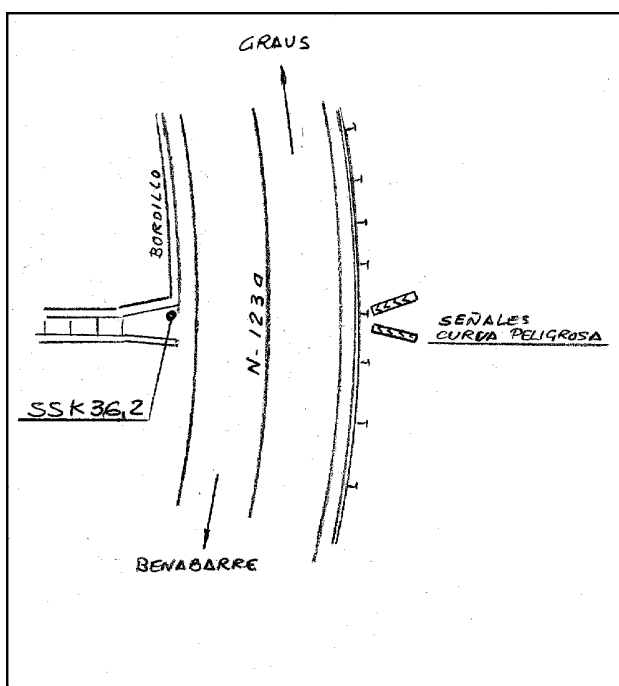 GRAUS
BORDILLO
N-123a
SEÑALES
CURVA PELIGROSA
SSK36,2
BENABARRE